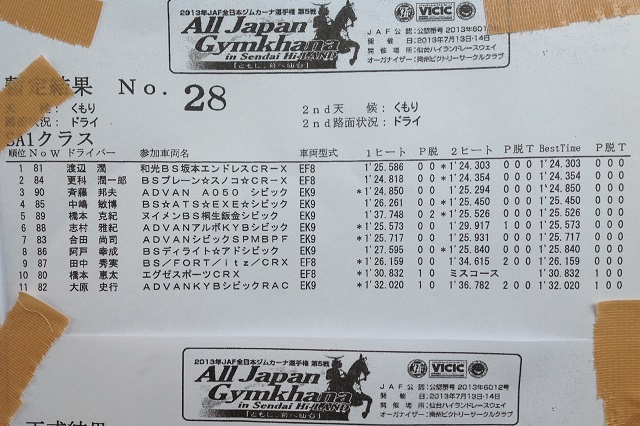 2013年JAF全日本ジムカーナ選手権 第5戦
All Japan
Gymkhana
in Sendai Hi-LAND
VICIC
JAF公認:公認番号2013年6012号
開 催 日:2013年7月13日・14日
開 催 場 所:仙台ハイランドレースウェイ
オーガナイザー:奥州ビクトリーサークルクラブ
暫定結果 No. 28
天 候: くもり 2nd天 候: くもり
路面状況: ドライ 2nd路面状況: ドライ
SA1クラス
順位 NoW ドライバー 参加車両名 車両型式 1ヒート P脱 2ヒート P脱T BestTime P脱T
1 81 渡辺 潤 和光BS坂本エンドレスCR-X EF8 1'25.586 0 0 *1'24.303 0 0 1'24.303 0 0
2 84 更科 潤一郎 BSブレーン☆スノコ☆CR-X EF8 1'24.818 0 0 *1'24.354 0 0 1'24.354 0 0
3 90 斉藤 邦夫 ADVAN A050 シビック EK9 *1'24.850 0 0 1'25.294 0 0 1'24.850 0 0
4 85 中嶋 敏博 BS☆ATS☆EXE☆シビック EK9 1'26.261 0 0 *1'25.450 0 0 1'25.450 0 0
5 89 橋本 克紀 ヌイメンBS桐生鈑金シビック EK9 1'37.748 0 2 *1'25.526 0 0 1'25.526 0 0
6 88 志村 雅紀 ADVANアルボKYBシビック EK9 *1'25.573 0 0 1'29.917 1 0 0 1'25.573 0 0
7 83 合田 尚司 ADVANシビックSPMBPF EK9 *1'25.717 0 0 1'25.931 0 0 1'25.717 0 0
8 86 阿戸 幸成 BSディライト☆アドシビック EK9 1'27.595 0 0 *1'25.840 0 0 1'25.840 0 0
9 87 田中 秀実 BS/FORT/itz/CRX EF8 *1'26.159 0 0 1'34.615 2 0 0 1'26.159 0 0
10 80 橋本 恵太 エグゼスポーツCRX EF8 *1'30.832 1 0 ミスコース 1'30.832 1 0 0
11 82 大原 史行 ADVANKYBシビックRAC EK9 *1'32.020 1 0 1'36.782 2 0 0 1'32.020 1 0 0
2013年JAF全日本ジムカーナ選手権 第5戦
All Japan
Gymkhana
in Sendai Hi-LAND
VICIC
JAF公認:公認番号2013年6012号
開 催 日:2013年7月13日・14日
開 催 場 所:仙台ハイランドレースウェイ
オーガナイザー:奥州ビクトリーサークルクラブ